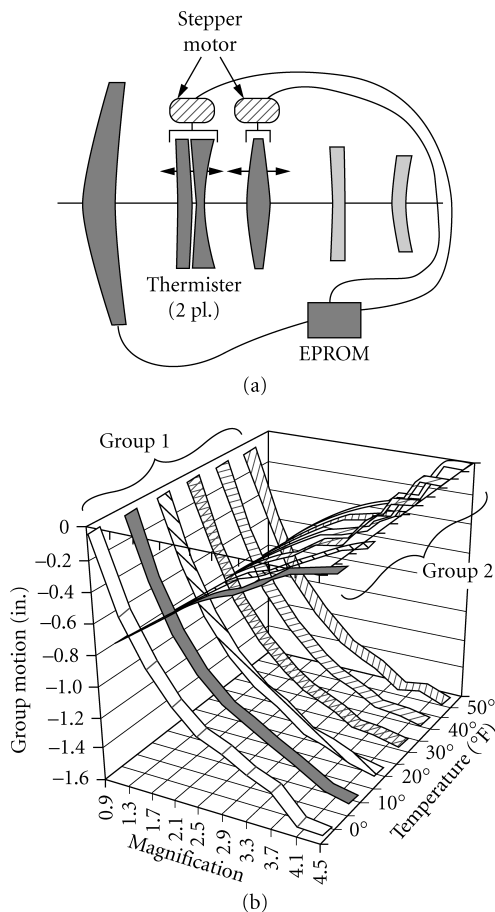 Stepper
motor
Thermister
(2 pl.)
EPROM
(a)
Group 1
Group 2
Group motion (in.)
0
−0.2
−0.4
−0.6
−0.8
−1.0
−1.2
−1.4
−1.6
0.9
1.3
1.7
2.1
2.5
2.9
3.3
3.7
4.1
4.5
Magnification
0°
10°
20°
30°
40°
50°
Temperature (°F)
(b)